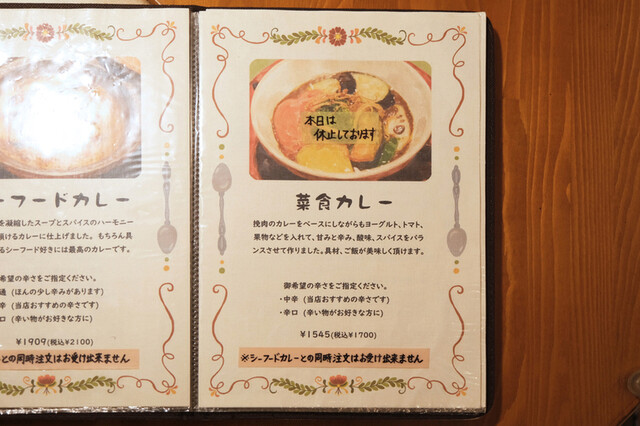 ーフードカレー
を凝縮したスープとスパイスのハーモニー
頂けるカレーに仕上げました。もちろん具
るシーフード好きには最高のカレーです。
希望の辛さをご指定ください。
通 (ほんの少し辛みがあります)
辛 (当店おすすめの辛さです)
口 (辛い物がお好きな方に)
¥1909(税込¥2100)
ーとの同時注文はお受け出来ません
本日は
休止しております
菜食カレー
挽肉のカレーをベースにしながらもヨーグルト、トマト、
果物などを入れて、甘みと辛み、酸味、スパイスをバラ
ンスさせて作りました。具材、ご飯が美味しく頂けます。
御希望の辛さをご指定ください。
・中辛 (当店おすすめの辛さです)
・辛口 (辛い物がお好きな方に)
¥1545(税込¥1700)
※シーフードカレーとの同時注文はお受け出来ません